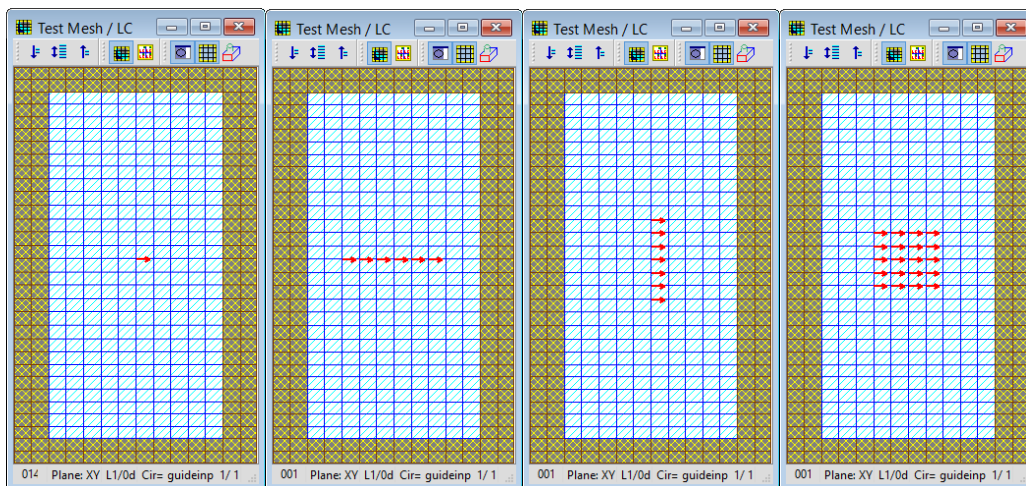 Test Mesh / LC
Test Mesh / LC
Test Mesh / LC
Test Mesh / LC
014 Plane: XY L1/0d Cir= guideinp 1/ 1
001 Plane: XY L1/0d Cir= guideinp 1/ 1
001 Plane: XY L1/0d Cir= guideinp 1/ 1
001 Plane: XY L1/0d Cir= guideinp 1/ 1